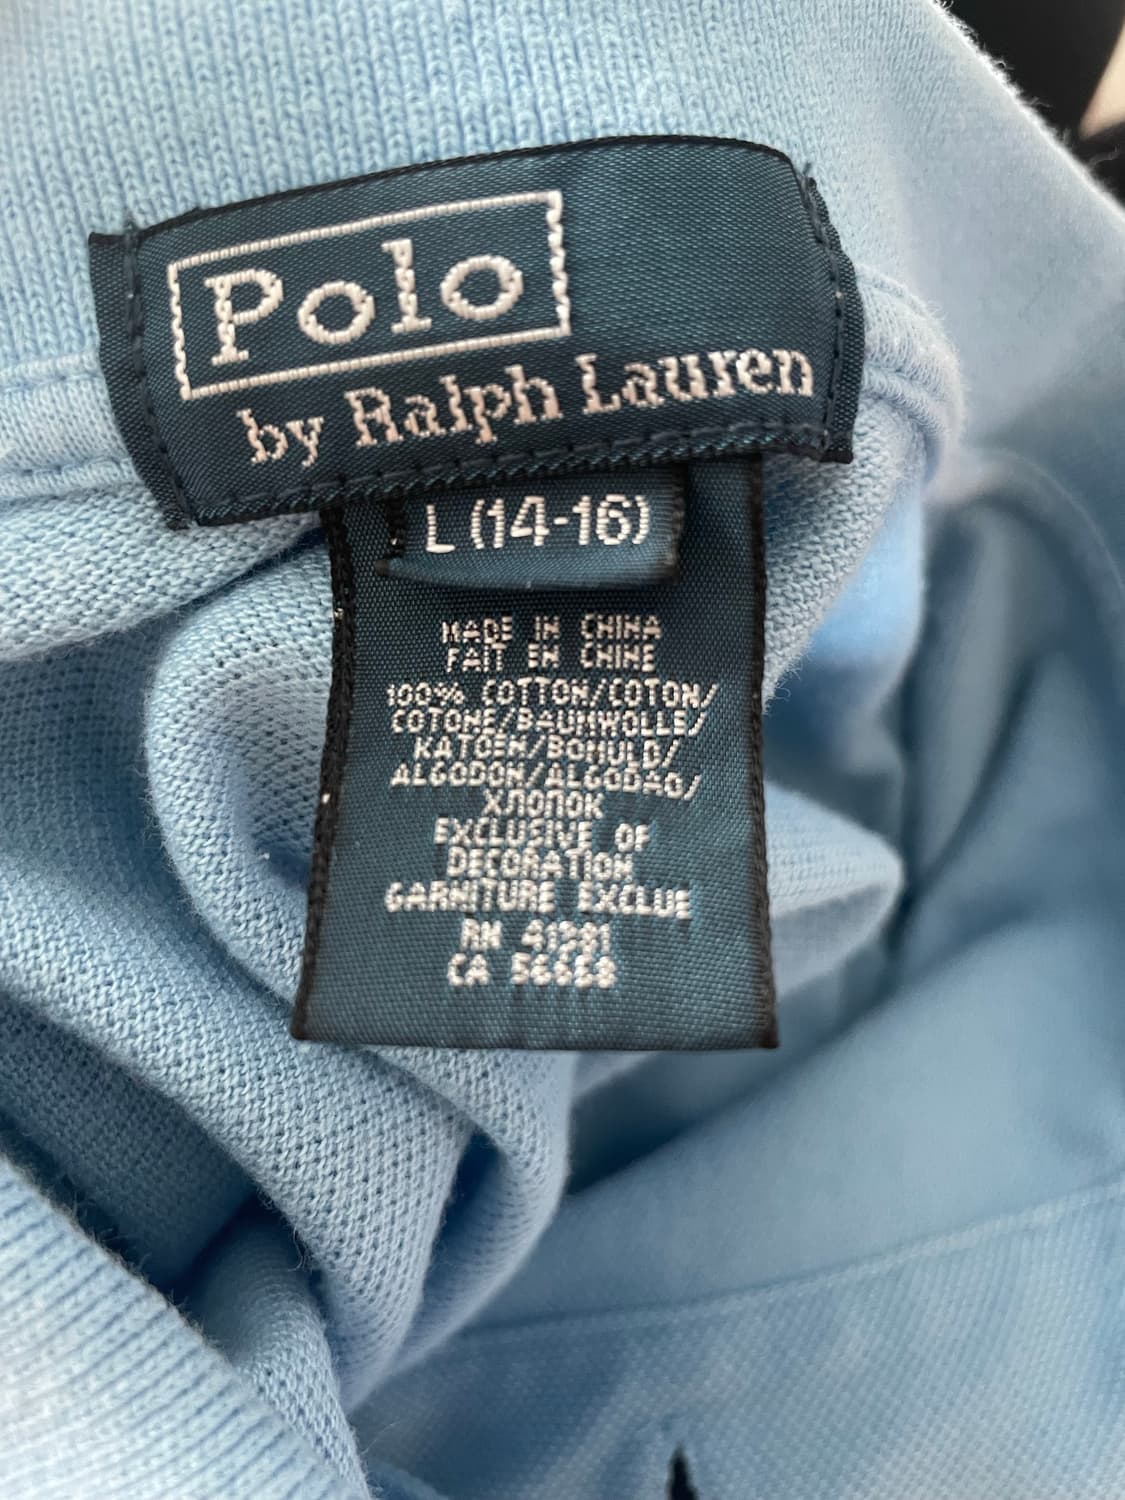 Polo
by Ralph Lauren
L (14-16)
MADE IN CHINA
FAIT EN CHINE
100% COTTON/COTON/
COTONE/BAUMWOLLE/
KATOEN/BOMULD/
ALGODON/ALGODAO/
ХЛОПОК
EXCLUSIVE OF
DECORATION
GARNITURE EXCLUE
RN 41381
CA